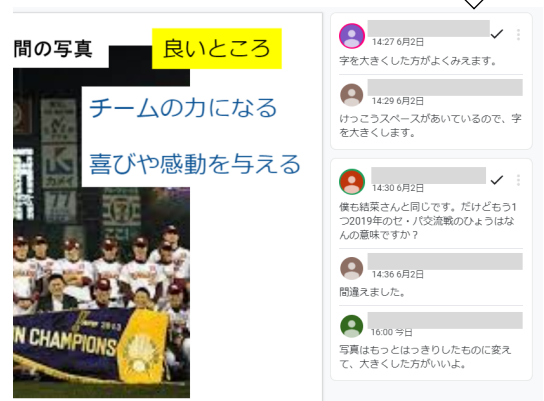 間の写真
良いところ
チームの力になる
喜びや感動を与える
77
N CHAMPIONS
14:27 6月2日
字を大きくした方がよくみえます。
14:29 6月2日
けっこうスペースがあいているので、字
を大きくします。
14:30 6月2日
僕も結菜さんと同じです。だけどもう1
つ2019年のセ・パ交流戦のひょうはな
んの意味ですか？
14:36 6月2日
間違えました。
16:00 今日
写真はもっとはっきりしたものに変え
て、大きくした方がいいよ。